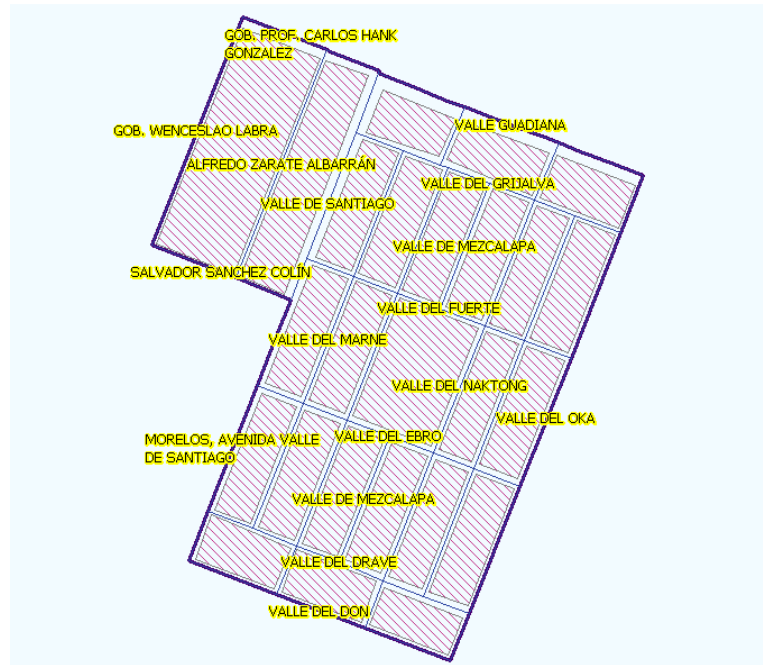 GOB. PROF. CARLOS HANK
GONZALEZ
VALLE GUADIANA
GOB. WENCESLAO LABRA
ALFREDO ZARATE ALBARRÁN
VALLE DEL GRIJALVA
VALLE DE SANTIAGO
VALLE DE MEZCALAPA
SALVADOR SANCHEZ COLÍN
VALLE DEL FUERTE
VALLE DEL MARNE
VALLE DEL NAKTONG
VALLE DEL OKA
VALLE DEL EBRO
MORELOS, AVENIDA VALLE
DE SANTIAGO
VALLE DE MEZCALAPA
VALLE DEL DRAVE
VALLE DEL DON